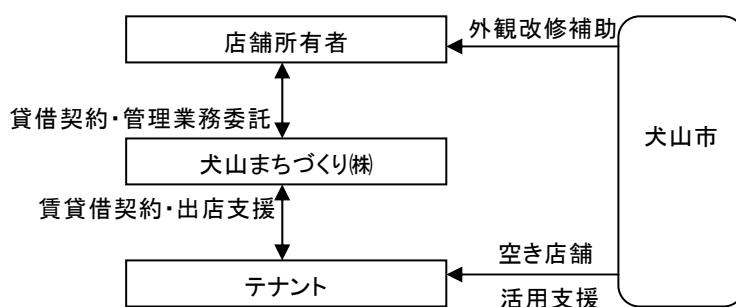 店舗所有者
外観改修補助
貸借契約・管理業務委託
犬山市
犬山まちづくり㈱
賃貸借契約・出店支援
空き店舗
テナント
活用支援